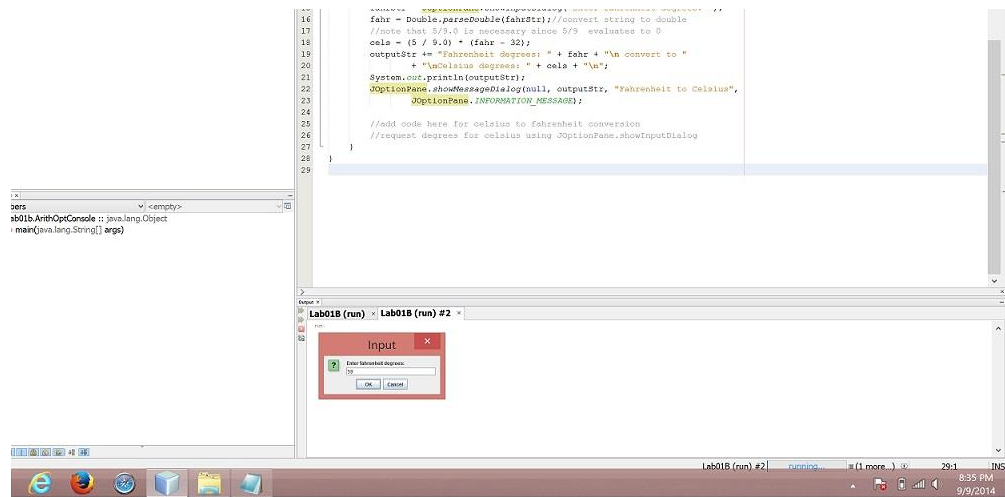 16 fahr = Double.parseDouble(fahrStr);//convert string to double
17 //note that 5/9.0 is necessary since 5/9 evaluates to 0
18 cels = (5 / 9.0) * (fahr - 32);
19 outputStr += "Fahrenheit degrees: " + fahr + "\n convert to "
20 + "\nCelsius degrees: " + cels + "\n";
21 System.out.println(outputStr);
22 JOptionPane.showMessageDialog(null, outputStr, "Fahrenheit to Celsius",
23 JOptionPane.INFORMATION_MESSAGE);
24
25 //add code here for celsius to fahrenheit conversion
26 //request degrees for celsius using JOptionPane.showInputDialog
27 }
28 }
29
bers <empty>
ab01b.ArithOptConsole :: java.lang.Object
main(java.lang.String[] args)
Output
Lab01B (run) × Lab01B (run) #2 ×
run:
Input
Enter fahrenheit degrees:
OK Cancel
Lab01B (run) #2 running... (1 more...) 29:1 INS
8:35 PM
9/9/2014